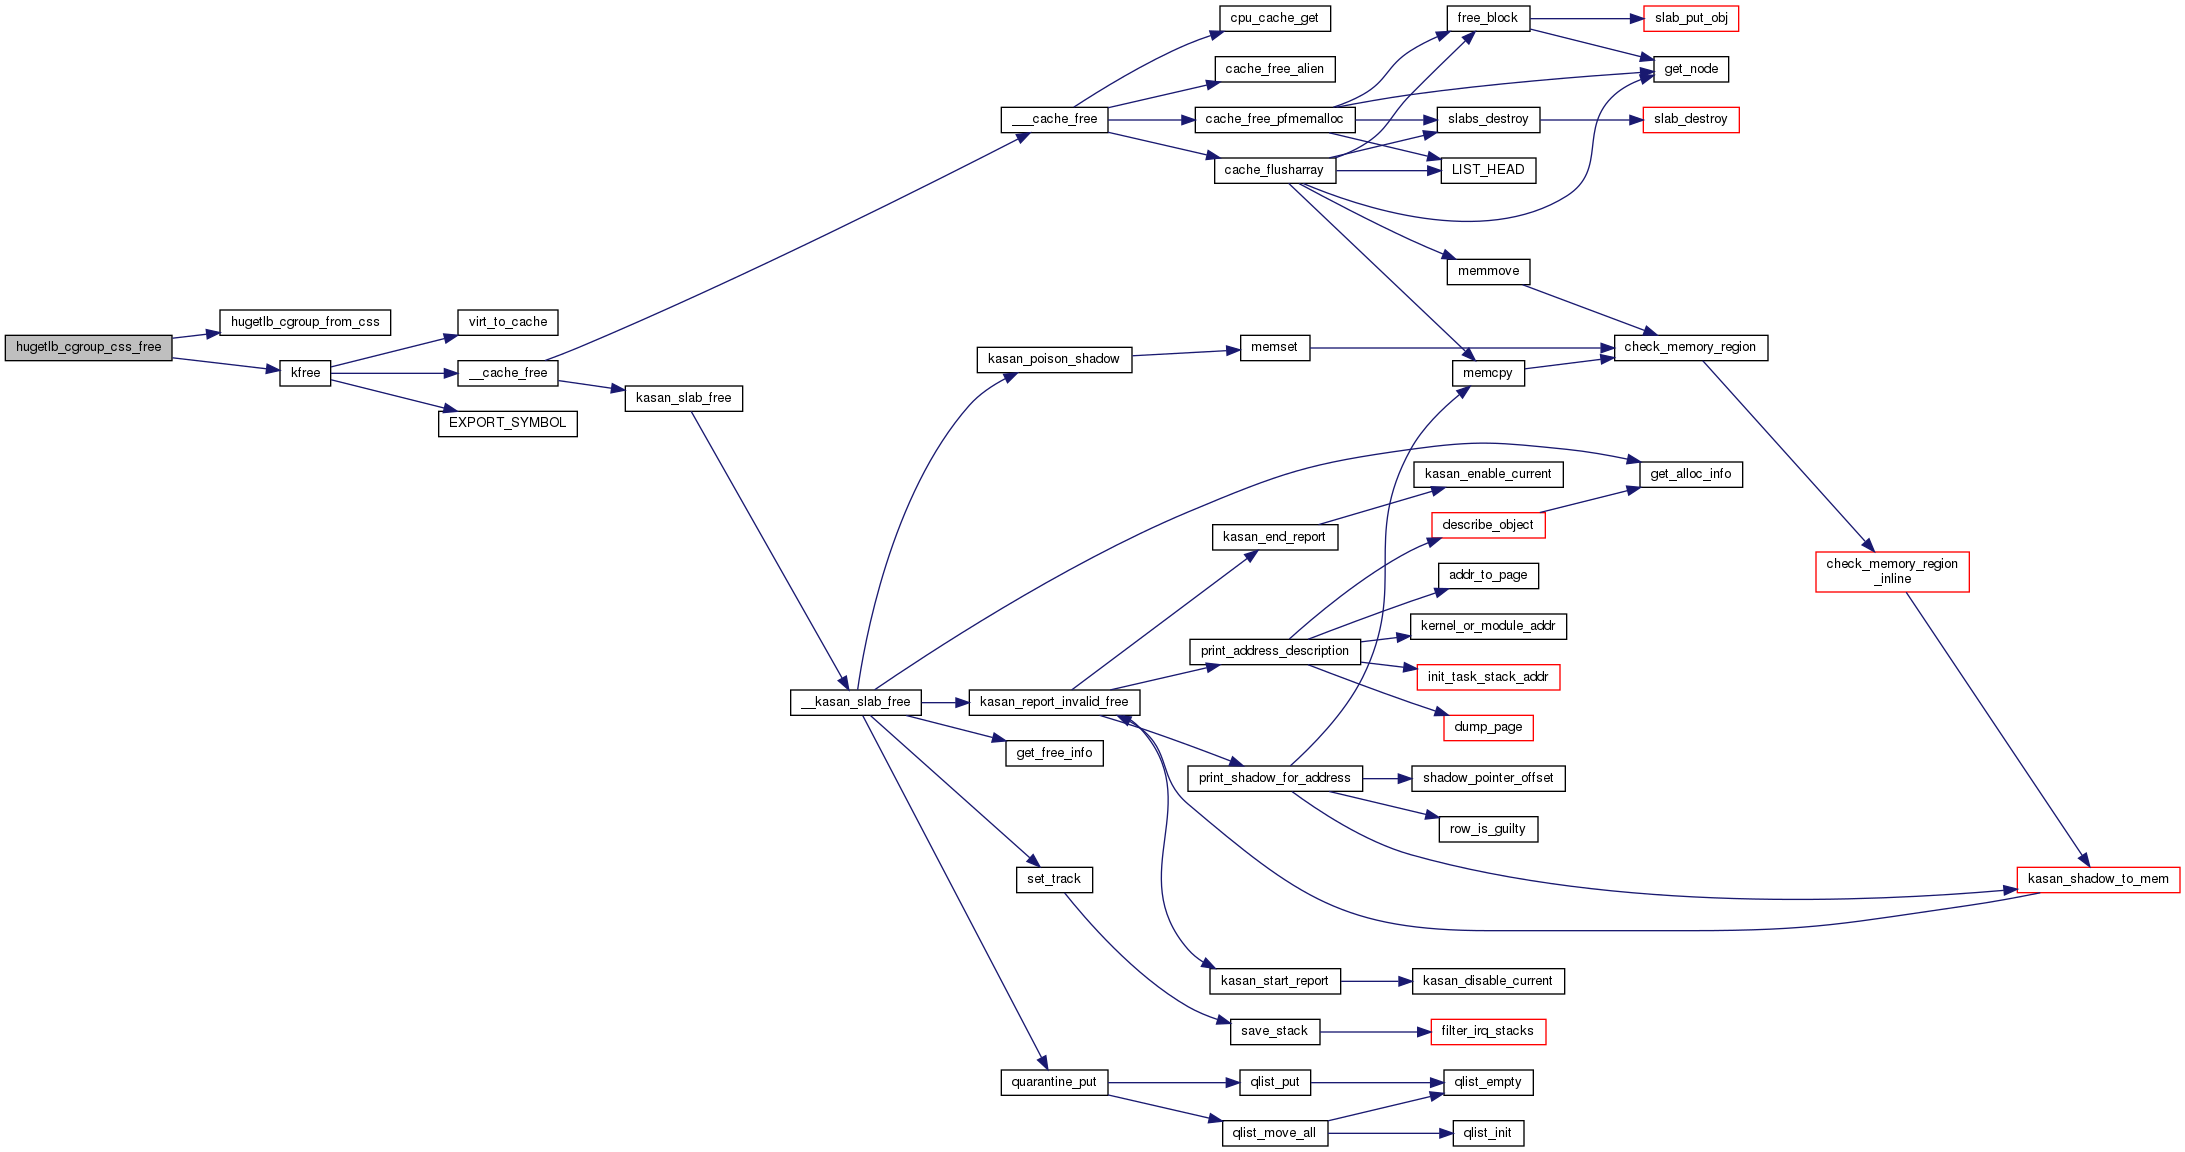 cpu_cache_get
free_block
slab_put_obj
cache_free_alien
get_node
___cache_free
cache_free_pfmemalloc
slabs_destroy
slab_destroy
cache_flusharray
LIST_HEAD
memmove
hugetlb_cgroup_from_css
virt_to_cache
hugetlb_cgroup_css_free
kfree
__cache_free
kasan_slab_free
EXPORT_SYMBOL
kasan_poison_shadow
memset
check_memory_region
memcpy
kasan_enable_current
get_alloc_info
describe_object
kasan_end_report
addr_to_page
check_memory_region
_inline
kernel_or_module_addr
print_address_description
init_task_stack_addr
__kasan_slab_free
kasan_report_invalid_free
dump_page
get_free_info
print_shadow_for_address
shadow_pointer_offset
row_is_guilty
set_track
kasan_shadow_to_mem
kasan_start_report
kasan_disable_current
save_stack
filter_irq_stacks
quarantine_put
qlist_put
qlist_empty
qlist_move_all
qlist_init